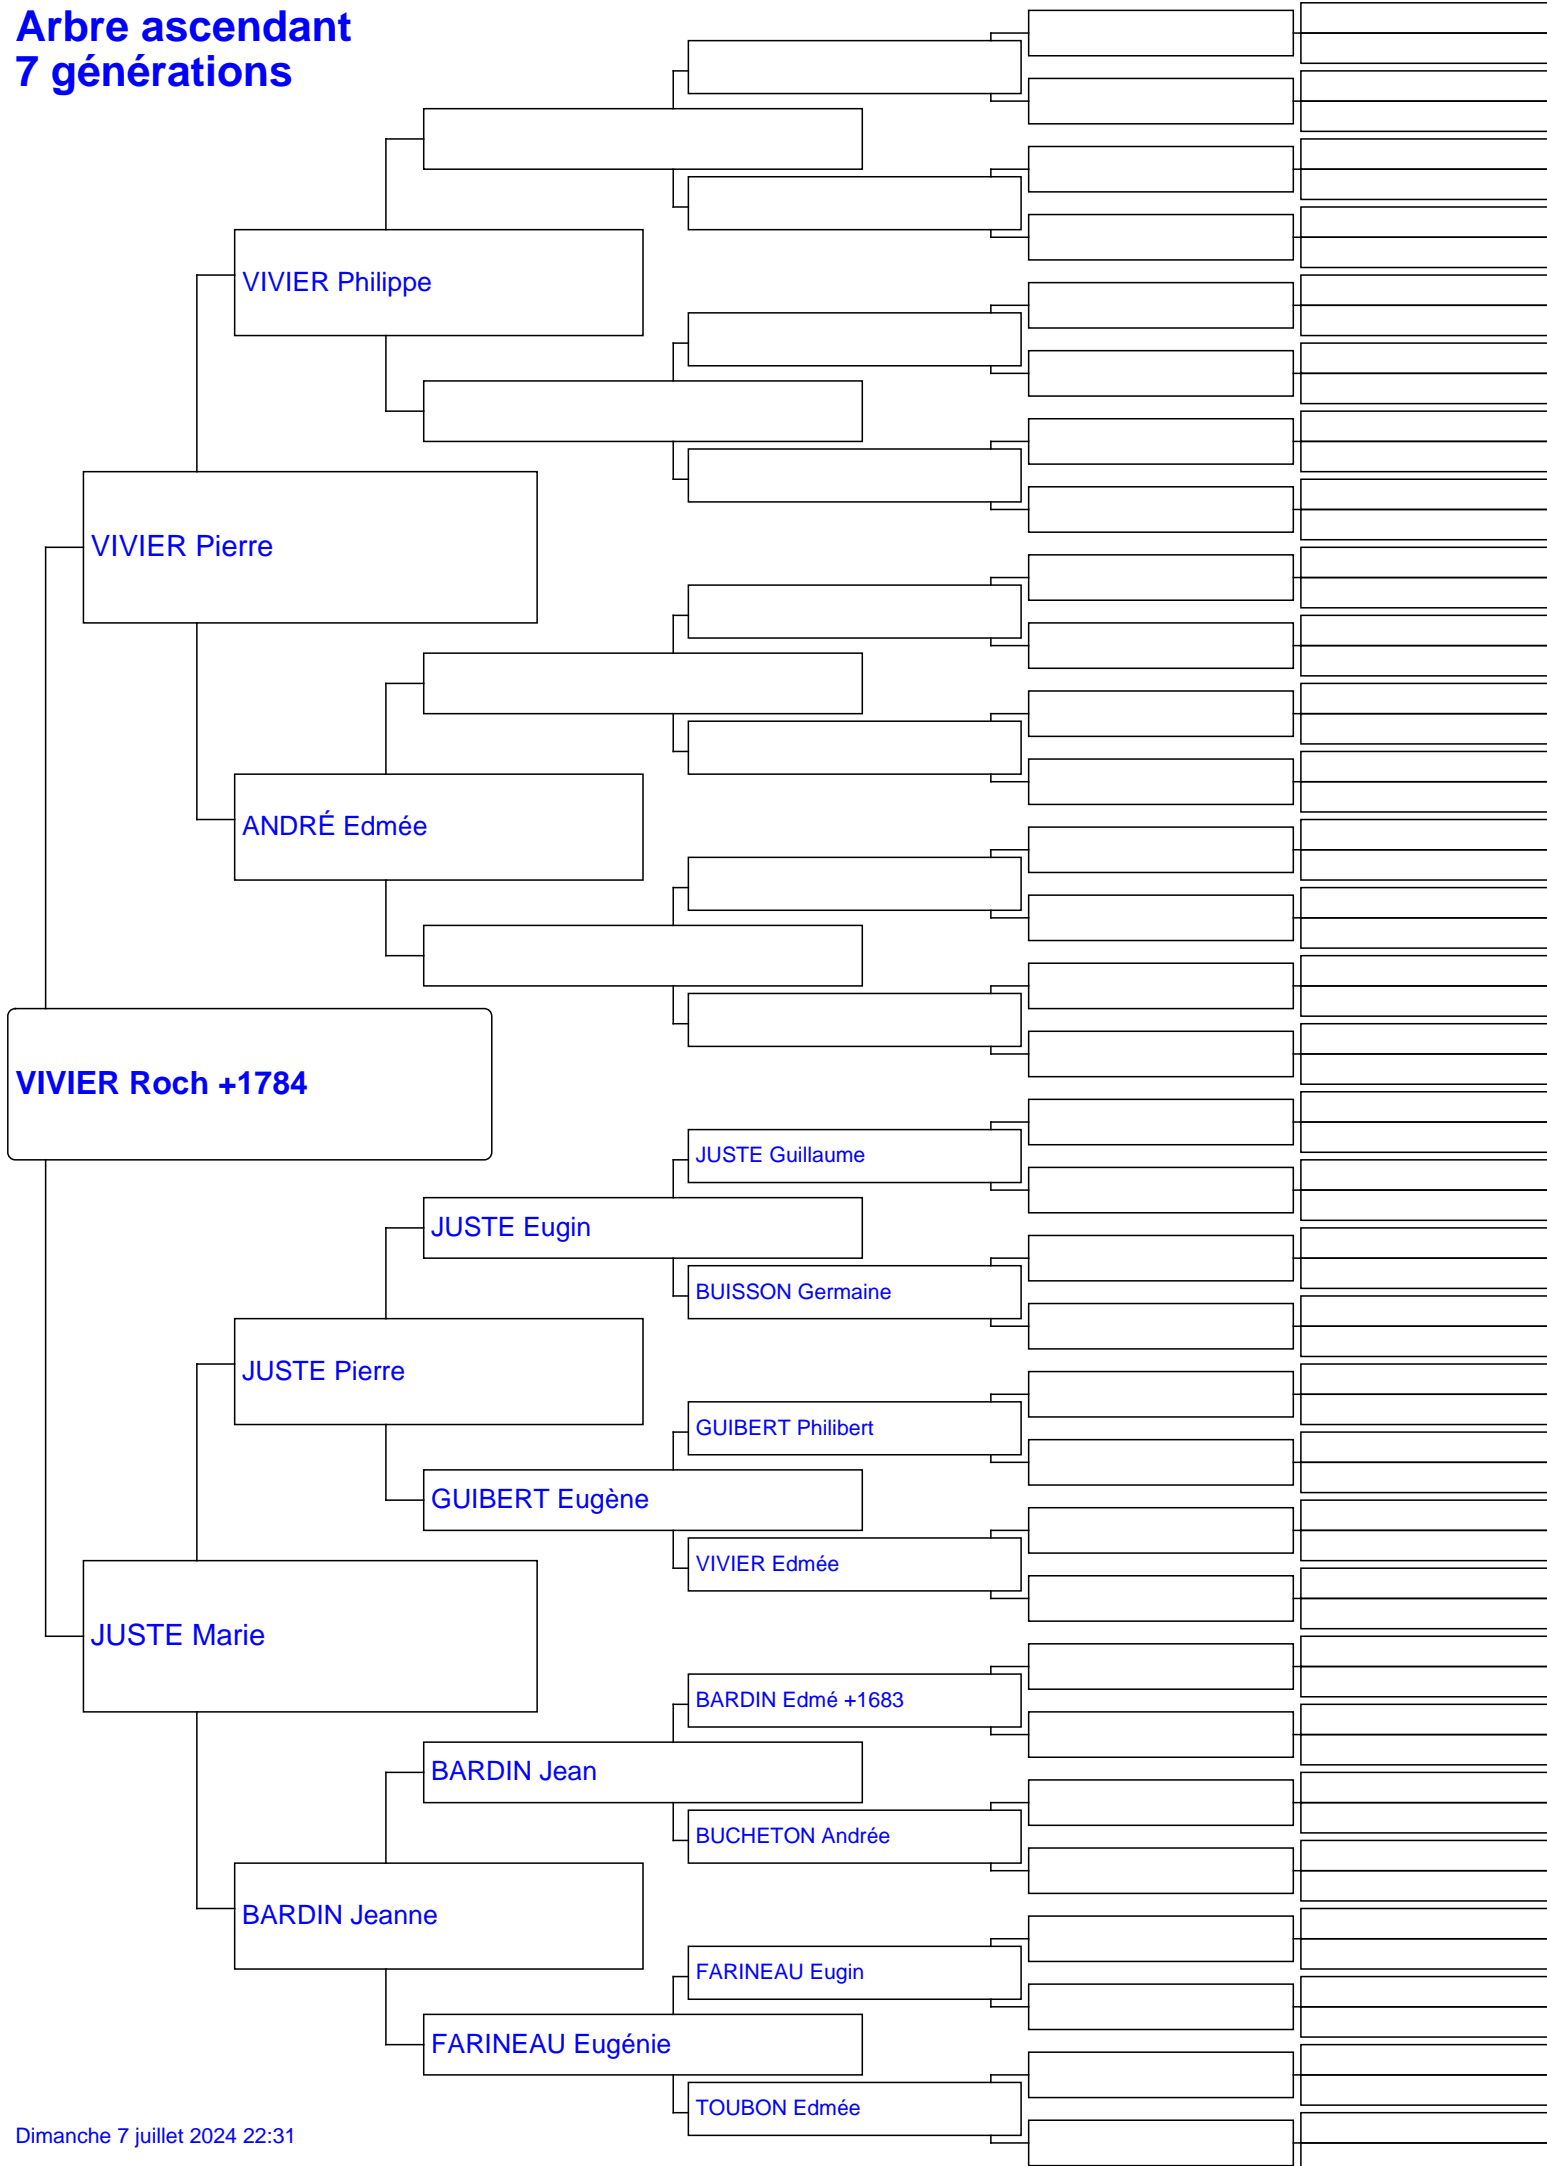 Arbre ascendant
7 générations
VIVIER Philippe
VIVIER Pierre
ANDRÉ Edmée
VIVIER Roch +1784
JUSTE Guillaume
JUSTE Eugin
BUISSON Germaine
JUSTE Pierre
GUIBERT Philibert
GUIBERT Eugène
VIVIER Edmée
JUSTE Marie
BARDIN Edmé +1683
BARDIN Jean
BUCHETON Andrée
BARDIN Jeanne
FARINEAU Eugin
FARINEAU Eugénie
TOUBON Edmée
Dimanche 7 juillet 2024 22:31